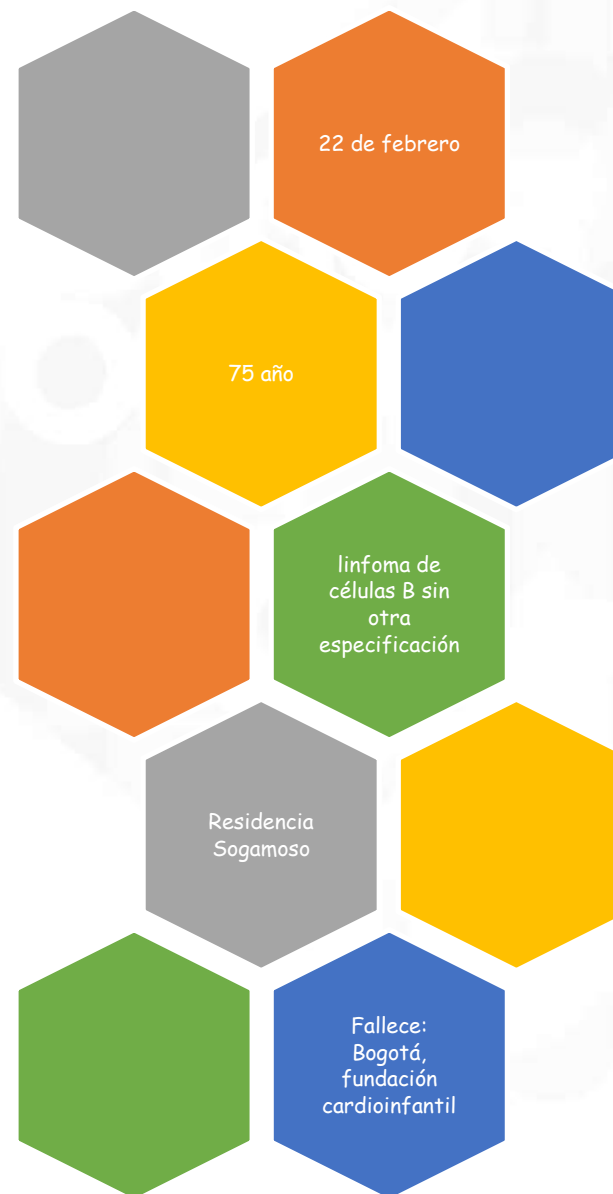 22 de febrero
75 año
linfoma de
células B sin
otra
especificación
Residencia
Sogamoso
Fallece:
Bogotá,
fundación
cardioinfantil